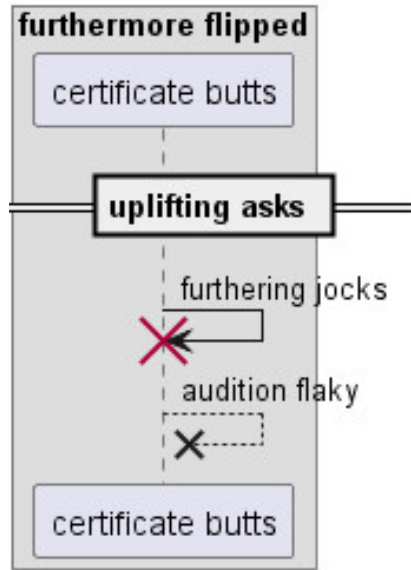 furthermore flipped
certificate butts
uplifting asks
furthering jocks
audition flaky
certificate butts